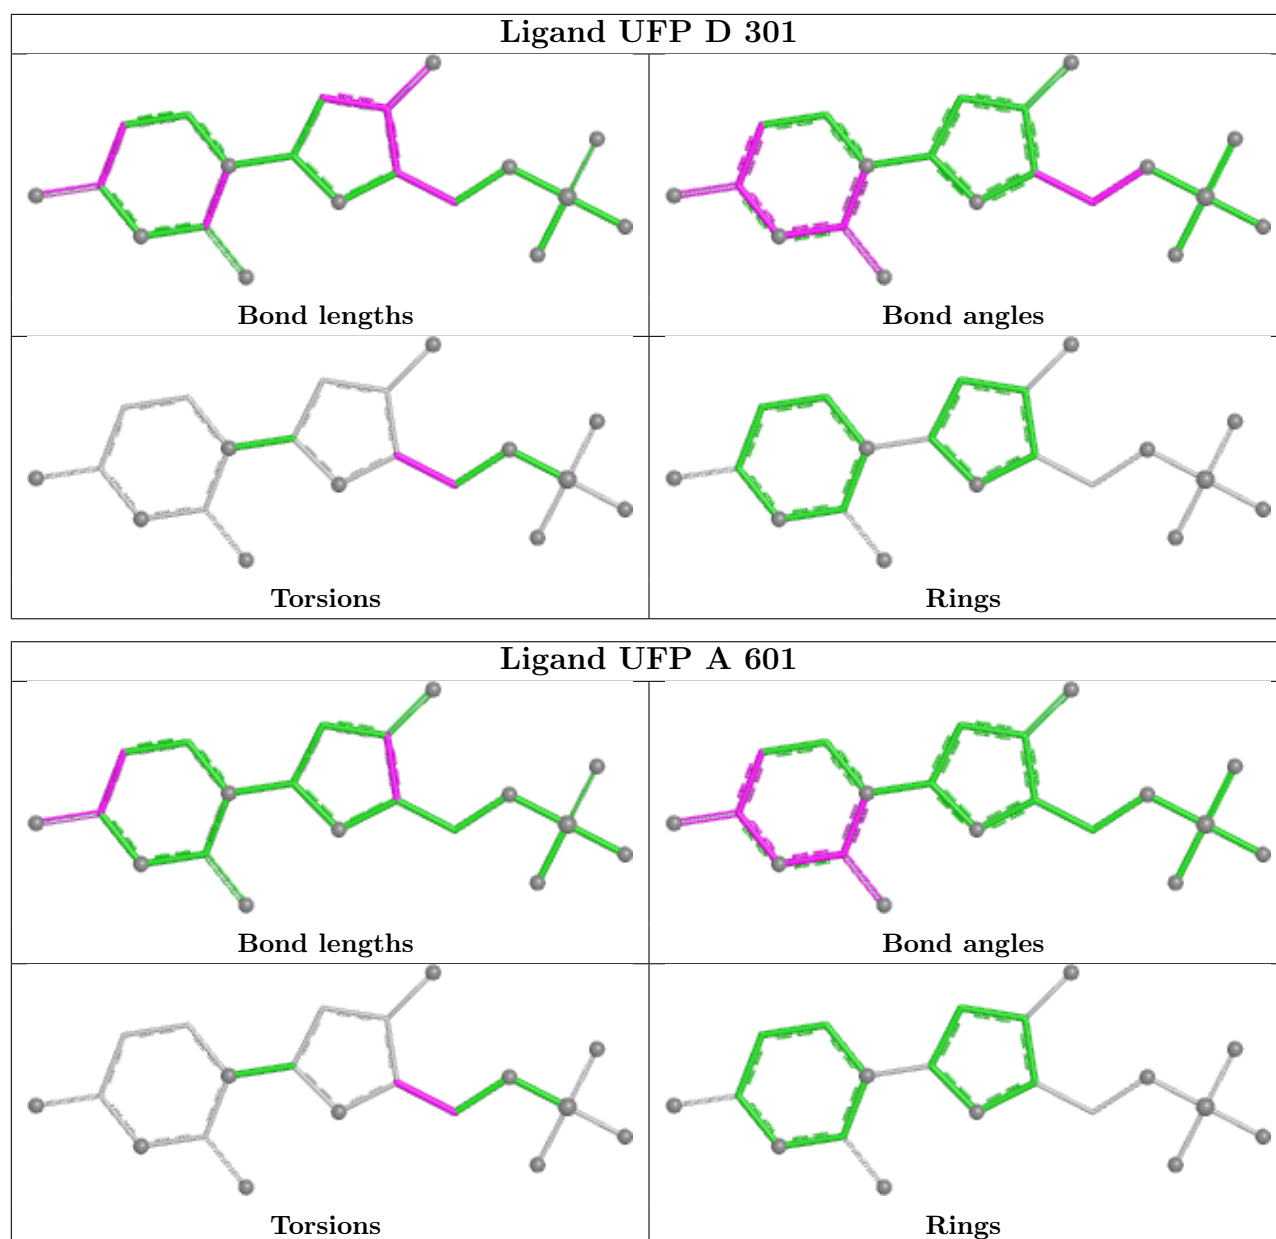 Ligand UFP D 301
Bond lengths
Bond angles
Torsions
Rings
Ligand UFP A 601
Bond lengths
Bond angles
Torsions
Rings